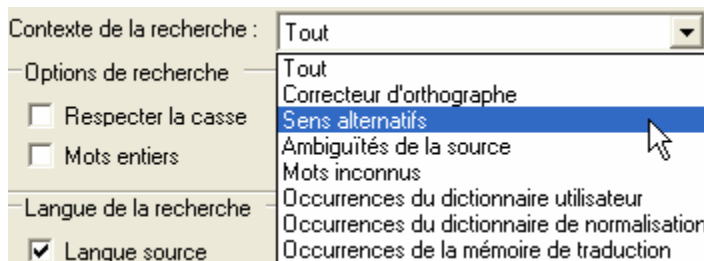 Contexte de la recherche : Tout
Options de recherche
Respecter la casse
Mots entiers
Langue de la recherche
Langue source
Tout
Correcteur d'orthographe
Sens alternatifs
Ambiguïtés de la source
Mots inconnus
Occurrences du dictionnaire utilisateur
Occurrences du dictionnaire de normalisation
Occurrences de la mémoire de traduction